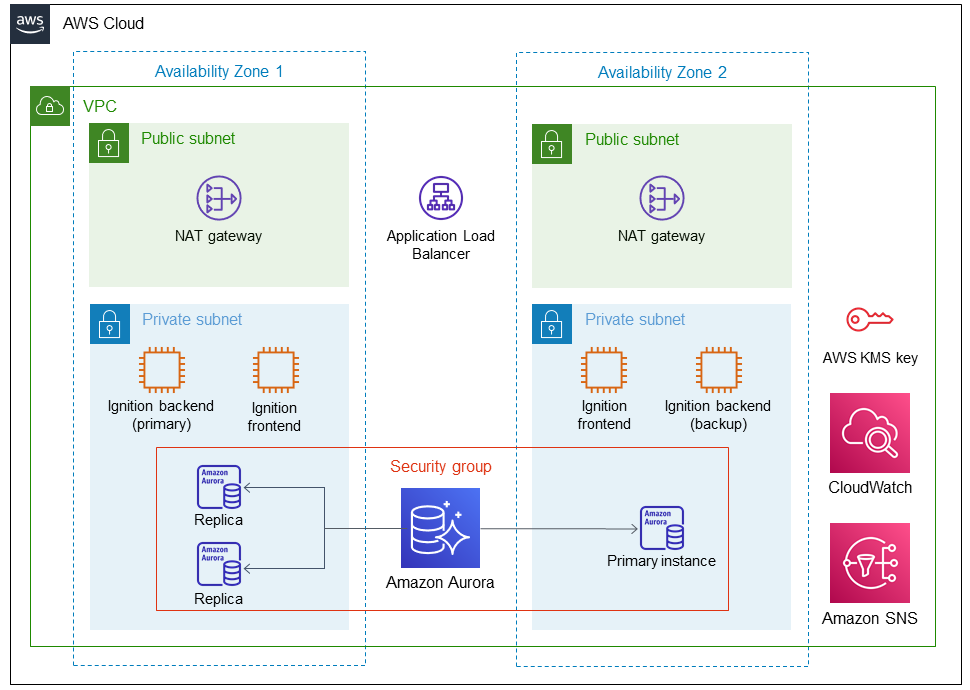 aws
AWS Cloud
Availability Zone 1
Availability Zone 2
VPC
Public subnet
Public subnet
NAT gateway
Application Load
Balancer
NAT gateway
Private subnet
Private subnet
Ignition backend
(primary)
Ignition
frontend
Ignition
frontend
Ignition backend
(backup)
AWS KMS key
CloudWatch
Amazon SNS
Security group
Amazon
Aurora
Replica
Amazon
Aurora
Replica
Amazon Aurora
Amazon
Aurora
Primary instance